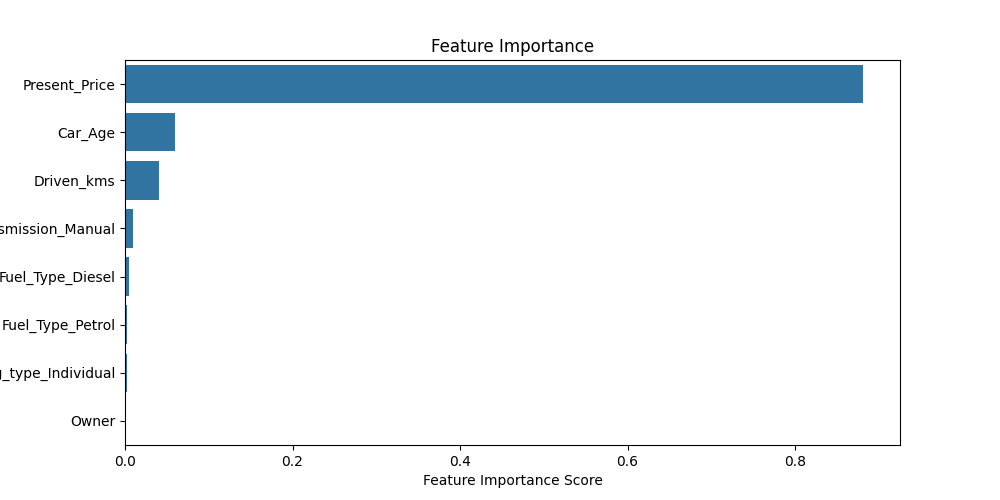 Feature Importance
Present_Price
Car_Age
Driven_kms
smission_Manual
Fuel_Type_Diesel
Fuel_Type_Petrol
_type_Individual
Owner
0.0 0.2 0.4 0.6 0.8
Feature Importance Score